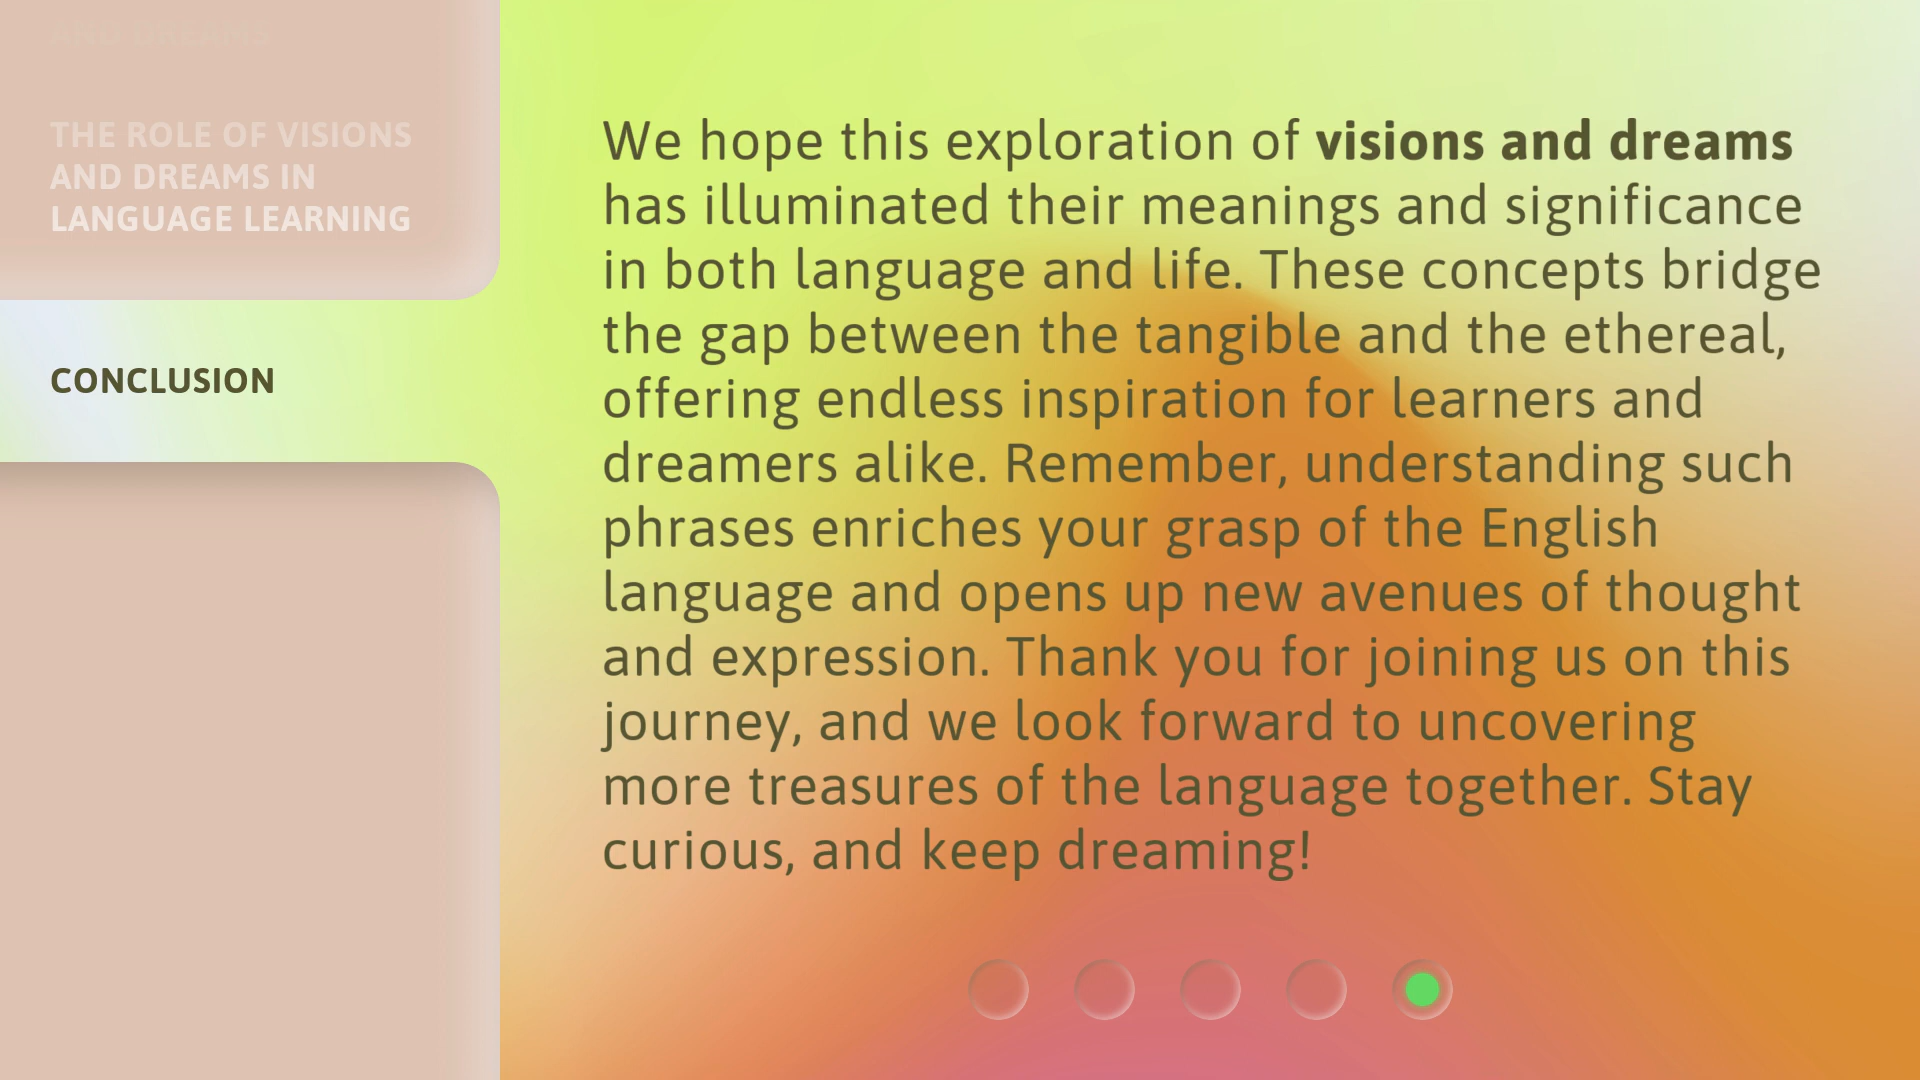 AND DREAMS
THE ROLE OF VISIONS
AND DREAMS IN
LANGUAGE LEARNING
CONCLUSION
We hope this exploration of visions and dreams
has illuminated their meanings and significance
in both language and life. These concepts bridge
the gap between the tangible and the ethereal,
offering endless inspiration for learners and
dreamers alike. Remember, understanding such
phrases enriches your grasp of the English
language and opens up new avenues of thought
and expression. Thank you for joining us on this
journey, and we look forward to uncovering
more treasures of the language together. Stay
curious, and keep dreaming!